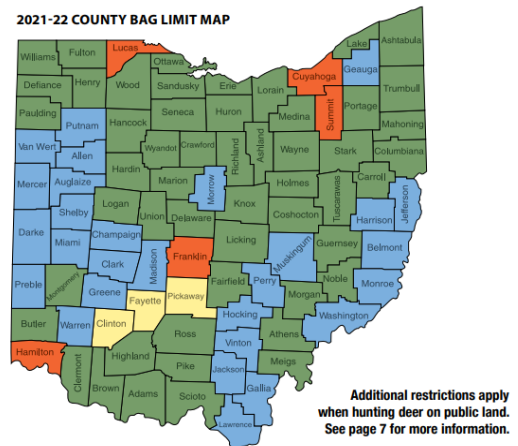 2021-22 COUNTY BAG LIMIT MAP
Williams
Fulton
Lucas
Ottawa
Lake
Ashtabula
Geauga
Cuyahoga
Defiance
Henry
Wood
Sandusky
Erie
Lorain
Trumbull
Paulding
Putnam
Hancock
Seneca
Huron
Medina
Summit
Portage
Mahoning
Van Wert
Allen
Wyandot
Crawford
Richland
Ashland
Wayne
Stark
Columbiana
Mercer
Auglaize
Hardin
Marion
Morrow
Holmes
Tuscarawas
Carroll
Jefferson
Shelby
Logan
Union
Delaware
Knox
Coshocton
Harrison
Darke
Miami
Champaign
Clark
Madison
Franklin
Licking
Muskingum
Guernsey
Belmont
Preble
Montgomery
Greene
Fayette
Pickaway
Fairfield
Perry
Morgan
Noble
Monroe
Butler
Warren
Clinton
Ross
Hocking
Athens
Washington
Hamilton
Clermont
Brown
Highland
Adams
Pike
Scioto
Vinton
Jackson
Meigs
Gallia
Lawrence
Additional restrictions apply
when hunting deer on public land.
See page 7 for more information.